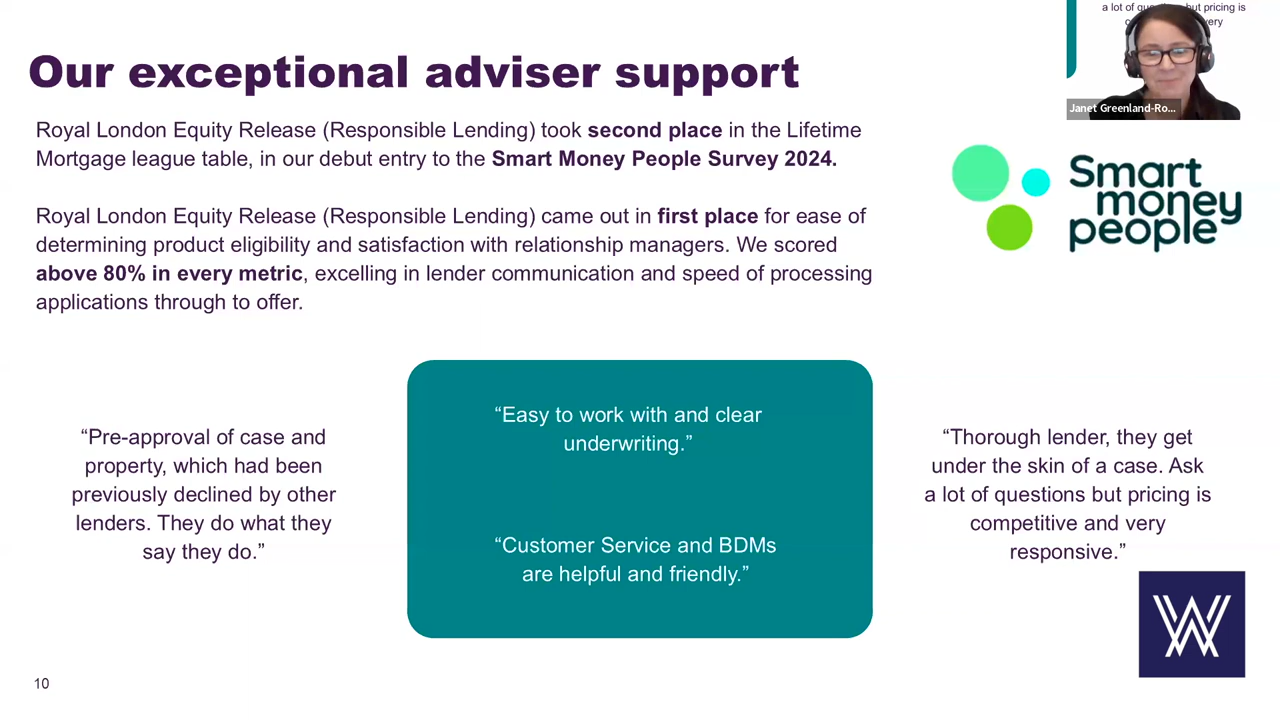 a lot of questions but pricing is
very
Our exceptional adviser support
Janet Greenland-Ro...
Royal London Equity Release (Responsible Lending) took second place in the Lifetime
Mortgage league table, in our debut entry to the Smart Money People Survey 2024.
Smart
money
people
Royal London Equity Release (Responsible Lending) came out in first place for ease of
determining product eligibility and satisfaction with relationship managers. We scored
above 80% in every metric, excelling in lender communication and speed of processing
applications through to offer.
“Pre-approval of case and
property, which had been
previously declined by other
lenders. They do what they
say they do.”
“Easy to work with and clear
underwriting.”
“Customer Service and BDMs
are helpful and friendly.”
“Thorough lender, they get
under the skin of a case. Ask
a lot of questions but pricing is
competitive and very
responsive.”
W
10